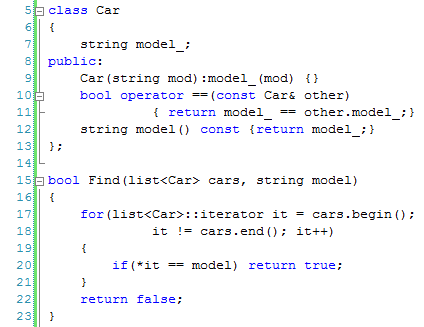 5 class Car
6 {
7     string model_;
8 public:
9     Car(string mod):model_(mod) {}
10     bool operator ==(const Car& other)
11              { return model_ == other.model_;}
12     string model() const {return model_;}
13 };
14
15 bool Find(list<Car> cars, string model)
16 {
17     for(list<Car>::iterator it = cars.begin();
18              it != cars.end(); it++)
19     {
20         if(*it == model) return true;
21     }
22     return false;
23 }